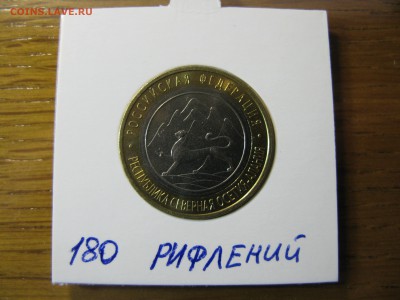 COINS.LAVE.RU
РОССИЙСКАЯ ФЕДЕРАЦИЯ
РЕСПУБЛИКА СЕВЕРНАЯ ОСЕТИЯ-АЛАНИЯ
180 РИФЛЕНИЙ